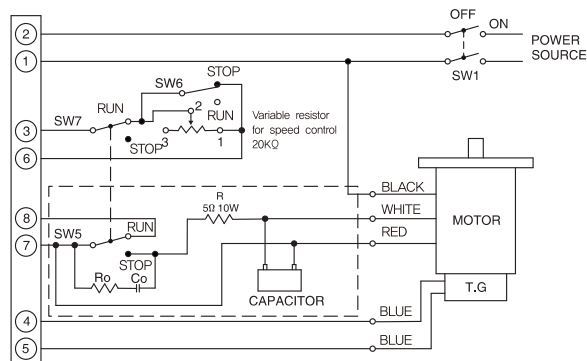 OFF
ON
2
1
POWER
SOURCE
SW1
STOP
SW6
RUN
2
RUN
SW7
3
STOP
3
1
Variable resistor
for speed control
20KΩ
6
BLACK
R
5Ω 10W
WHITE
MOTOR
8
RUN
SW5
7
RED
STOP
Ro
Co
CAPACITOR
T.G
4
BLUE
5
BLUE